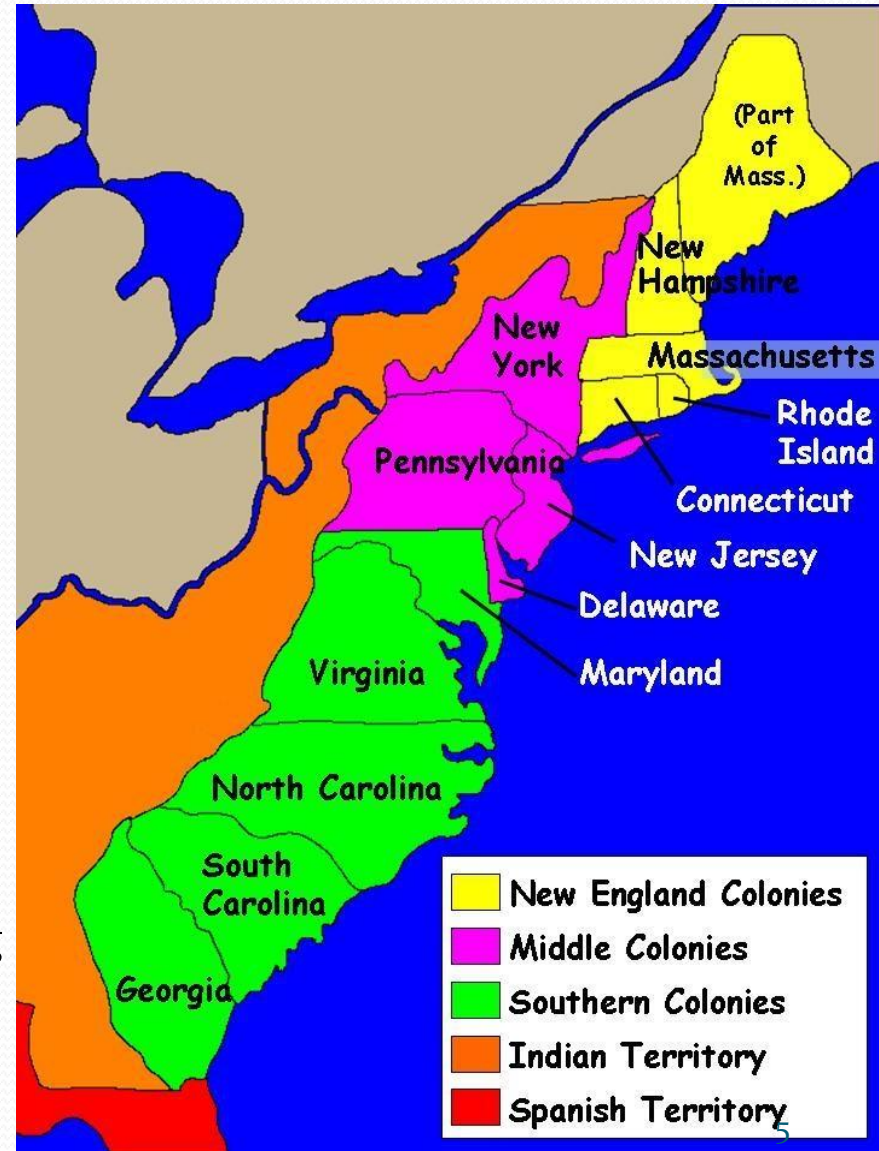 (Part
of
Mass.)
New
Hampshire
New
York
Massachusetts
Rhode
Island
Pennsylvania
Connecticut
New Jersey
Delaware
Virginia
Maryland
North Carolina
South
Carolina
Georgia
New England Colonies
Middle Colonies
Southern Colonies
Indian Territory
Spanish Territory
5